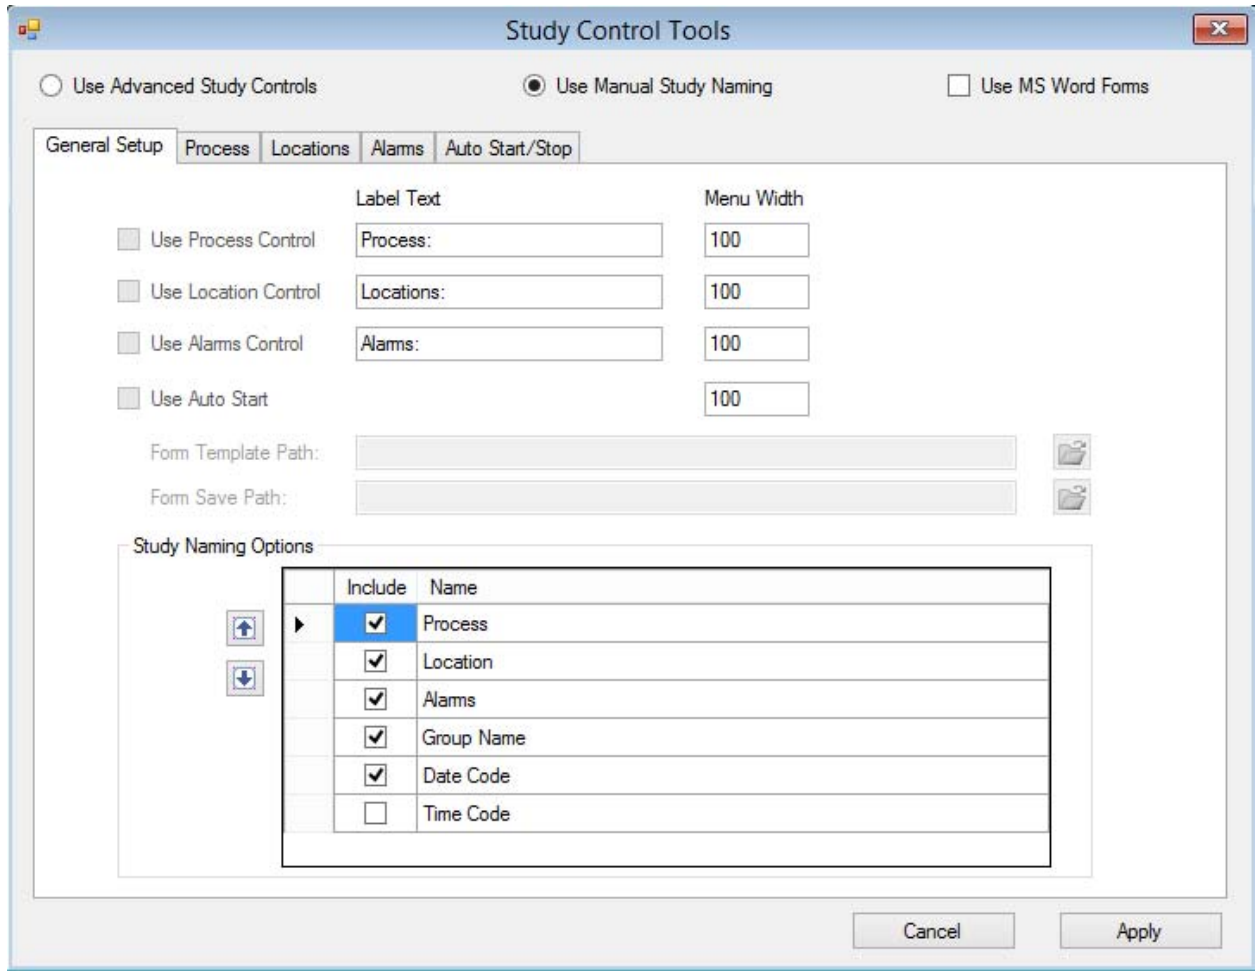 Study Control Tools
Use Advanced Study Controls Use Manual Study Naming Use MS Word Forms
General Setup Process Locations Alarms Auto Start/Stop
Label Text Menu Width
Use Process Control Process: 100
Use Location Control Locations: 100
Use Alarms Control Alarms: 100
Use Auto Start 100
Form Template Path:
Form Save Path:
Study Naming Options
Include Name
Process
Location
Alarms
Group Name
Date Code
Time Code
Cancel Apply